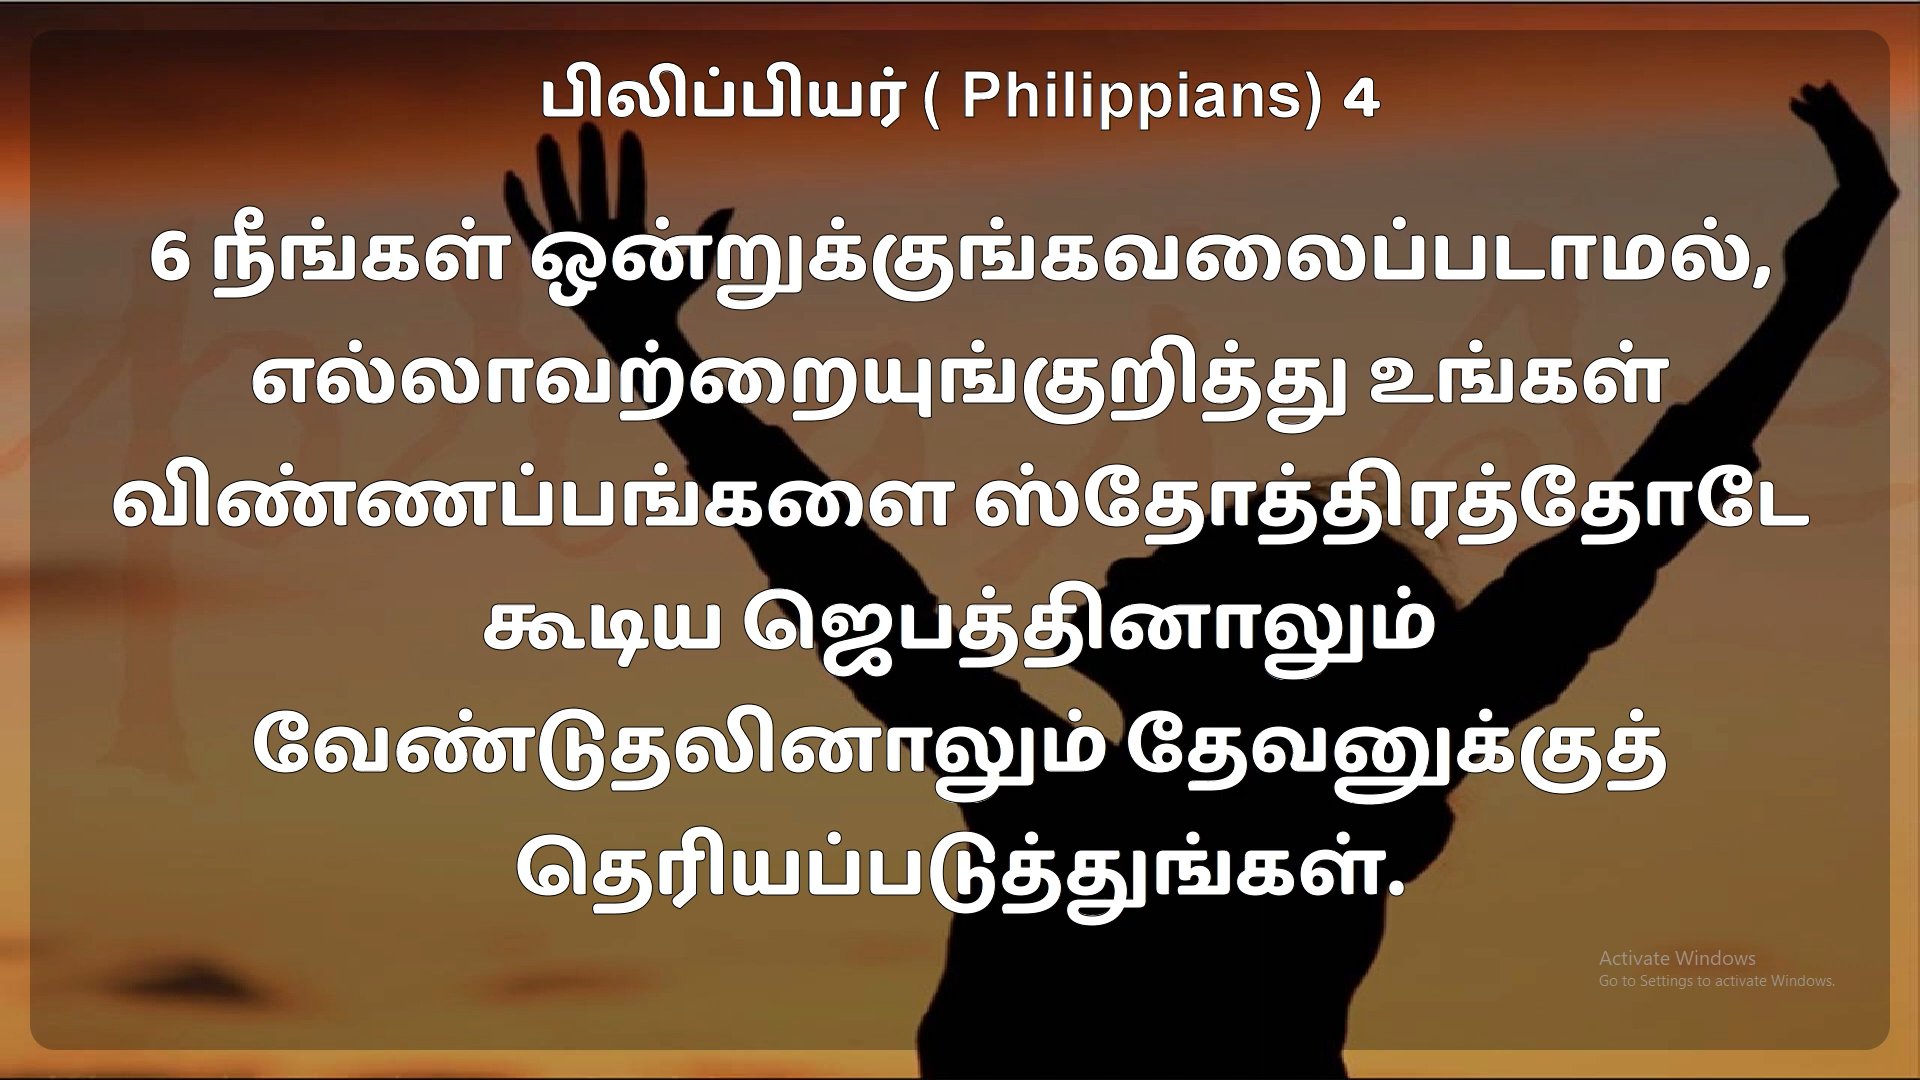 பிலிப்பியர் ( Philippians) 4
6 நீங்கள் ஒன்றுக்குங்கவலைப்படாமல்,
எல்லாவற்றையுங்குறித்து உங்கள்
விண்ணப்பங்களை ஸ்தோத்திரத்தோடே
கூடிய ஜெபத்தினாலும்
வேண்டுதலினாலும் தேவனுக்குத்
தெரியப்படுத்துங்கள்.
Activate Windows
Go to Settings to activate Windows.